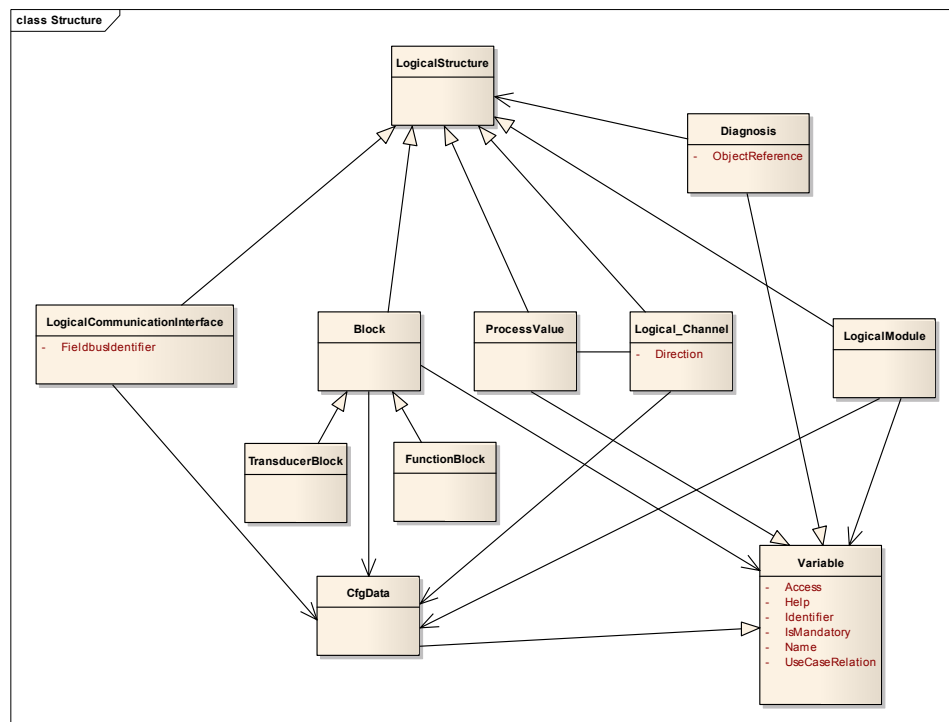 class Structure
LogicalStructure
Diagnosis
- ObjectReference
LogicalCommunicationInterface
- FieldbusIdentifier
Block
ProcessValue
Logical_Channel
- Direction
LogicalModule
TransducerBlock
FunctionBlock
CfgData
Variable
- Access
- Help
- Identifier
- IsMandatory
- Name
- UseCaseRelation